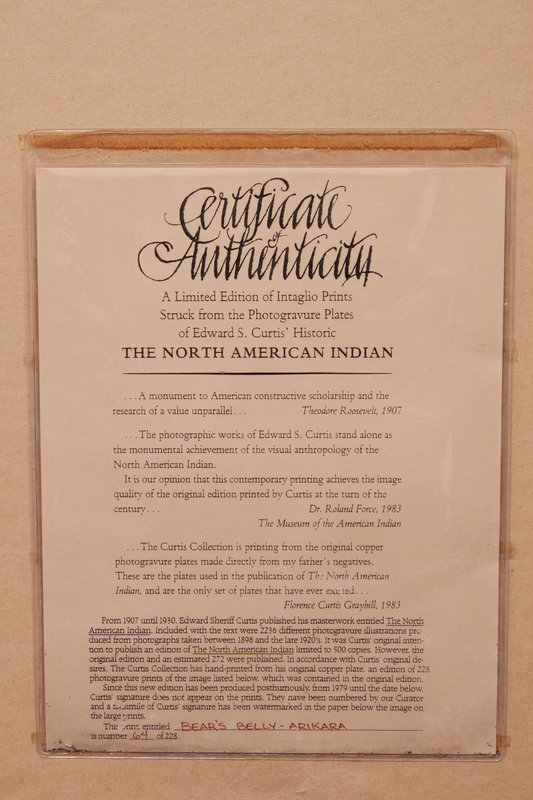 Certificate
of
Authenticity
A Limited Edition of Intaglio Prints
Struck from the Photogravure Plates
of Edward S. Curtis' Historic
THE NORTH AMERICAN INDIAN
. . . A monument to American constructive scholarship and the
research of a value unparallel . . . Theodore Roosevelt, 1907
. . . The photographic works of Edward S. Curtis stand alone as
the monumental achievement of the visual anthropology of the
North American Indian.
It is our opinion that this contemporary printing achieves the image
quality of the original edition printed by Curtis at the turn of the
century . . . Dr. Roland Force, 1983
The Museum of the American Indian
. . . The Curtis Collection is printing from the original copper
photogravure plates made directly from my father's negatives.
These are the plates used in the publication of The North American
Indian, and are the only set of plates that have ever existed . . .
Florence Curtis Graybill, 1983
From 1907 until 1930, Edward Sheriff Curtis published his masterwork entitled The North
American Indian. Included with the text were 2236 different photogravure illustrations pro-
duced from photographs taken between 1898 and the late 1920's. It was Curtis' original inten-
tion to publish an edition of The North American Indian limited to 500 copies. However, the
original edition and an estimated 272 were published. In accordance with Curtis' original de-
sires, The Curtis Collection has hand-printed from his original copper plate, an edition of 228
photogravure prints of the image listed below, which was contained in the original edition.
Since this new edition has been produced posthumously, from 1979 until the date below,
Curtis' signature does not appear on the prints. They have been numbered by our Curator
and a facsimile of Curtis' signature has been watermarked in the paper below the image on
the large prints.
This print, entitled BEAR'S BELLY - ARIKARA
is number 64 of 228.